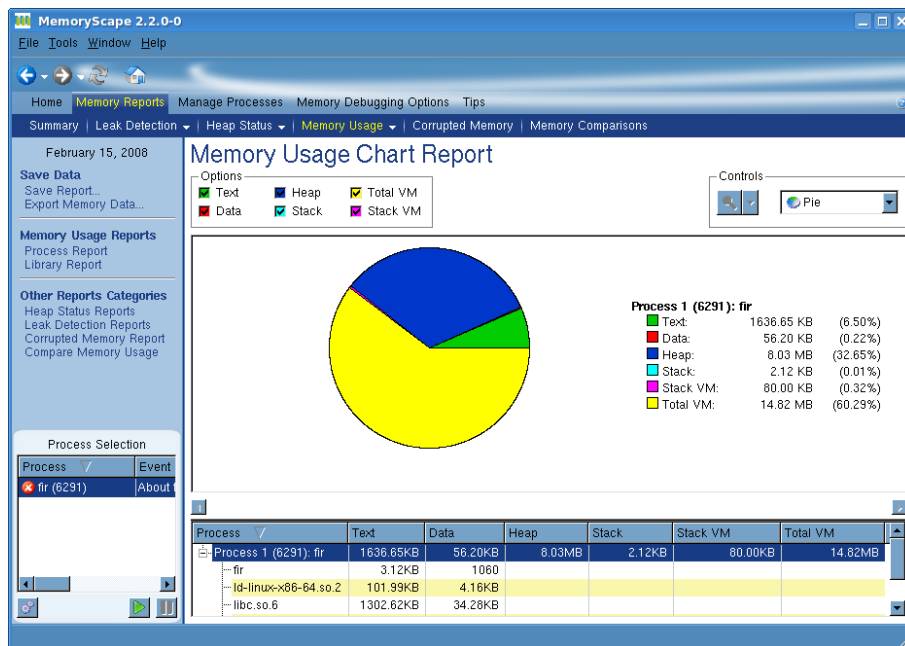 MemoryScape 2.2.0-0
File Tools Window Help
Home Memory Reports Manage Processes Memory Debugging Options Tips
Summary | Leak Detection | Heap Status | Memory Usage | Corrupted Memory | Memory Comparisons
February 15, 2008
Save Data
Save Report...
Export Memory Data...
Memory Usage Reports
Process Report
Library Report
Other Reports Categories
Heap Status Reports
Leak Detection Reports
Corrupted Memory Report
Compare Memory Usage
Process Selection
Process Event
fir (6291) About
Memory Usage Chart Report
Options
Text Heap Total VM
Data Stack Stack VM
Controls
Pie
Process 1 (6291): fir
Text: 1636.65 KB (6.50%)
Data: 56.20 KB (0.22%)
Heap: 8.03 MB (32.65%)
Stack: 2.12 KB (0.01%)
Stack VM: 80.00 KB (0.32%)
Total VM: 14.82 MB (60.29%)
Process Text Data Heap Stack Stack VM Total VM
Process 1 (6291): fir 1636.65KB 56.20KB 8.03MB 2.12KB 80.00KB 14.82MB
fir 3.12KB 1060
ld-linux-x86-64.so.2 101.99KB 4.16KB
libc.so.6 1302.62KB 34.28KB